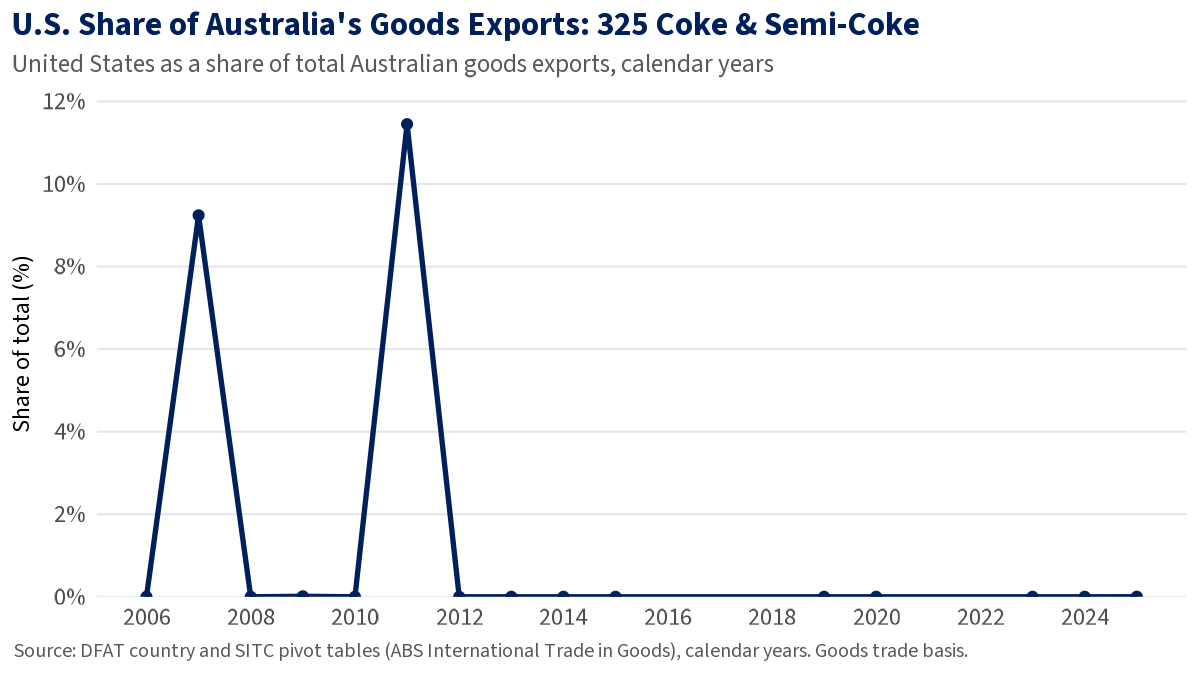 U.S. Share of Australia's Goods Exports: 325 Coke & Semi-Coke
United States as a share of total Australian goods exports, calendar years
12%
10%
8%
6%
4%
2%
0%
Share of total (%)
2006 2008 2010 2012 2014 2016 2018 2020 2022 2024
Source: DFAT country and SITC pivot tables (ABS International Trade in Goods), calendar years. Goods trade basis.